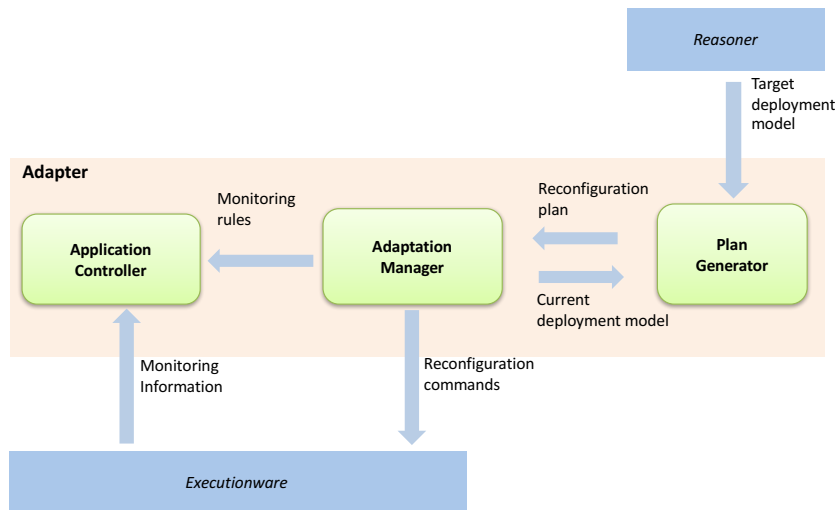 Reasoner
Target
deployment
model
Adapter
Monitoring
rules
Reconfiguration
plan
Application
Controller
Adaptation
Manager
Plan
Generator
Current
deployment model
Monitoring
Information
Reconfiguration
commands
Executionware